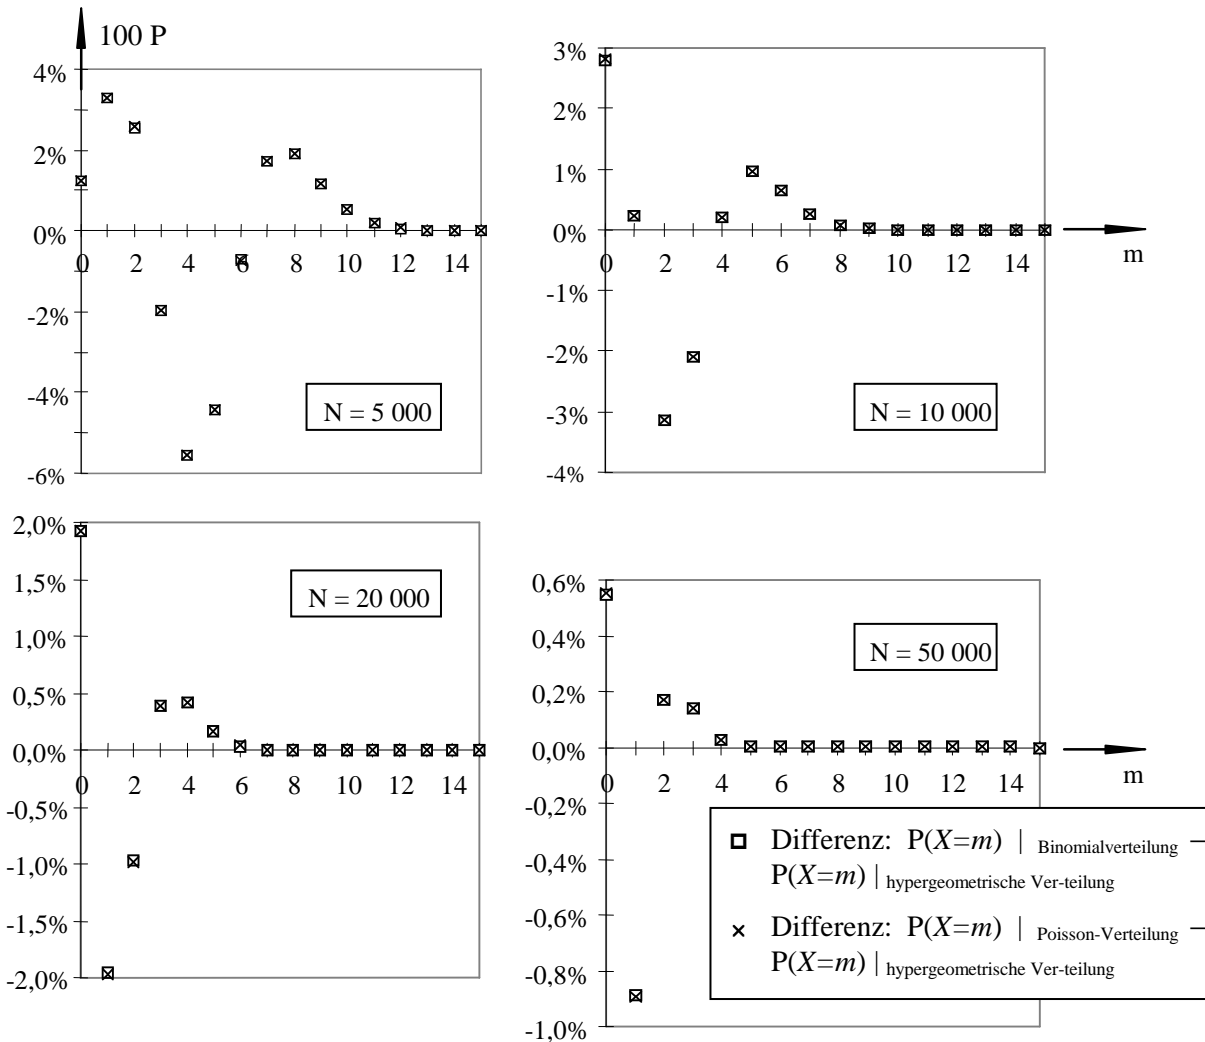 100 P
4%
2%
0%
-2%
-4%
-6%
0 2 4 6 8 10 12 14
N = 5 000
3%
2%
1%
0%
-1%
-2%
-3%
-4%
0 2 4 6 8 10 12 14
m
N = 10 000
2,0%
1,5%
1,0%
0,5%
0,0%
-0,5%
-1,0%
-1,5%
-2,0%
0 2 4 6 8 10 12 14
N = 20 000
0,6%
0,4%
0,2%
0,0%
-0,2%
-0,4%
-0,6%
-0,8%
-1,0%
0 2 4 6 8 10 12 14
m
N = 50 000
Differenz: P(X=m) | Binomialverteilung –
P(X=m) | hypergeometrische Ver-teilung
Differenz: P(X=m) | Poisson-Verteilung –
P(X=m) | hypergeometrische Ver-teilung